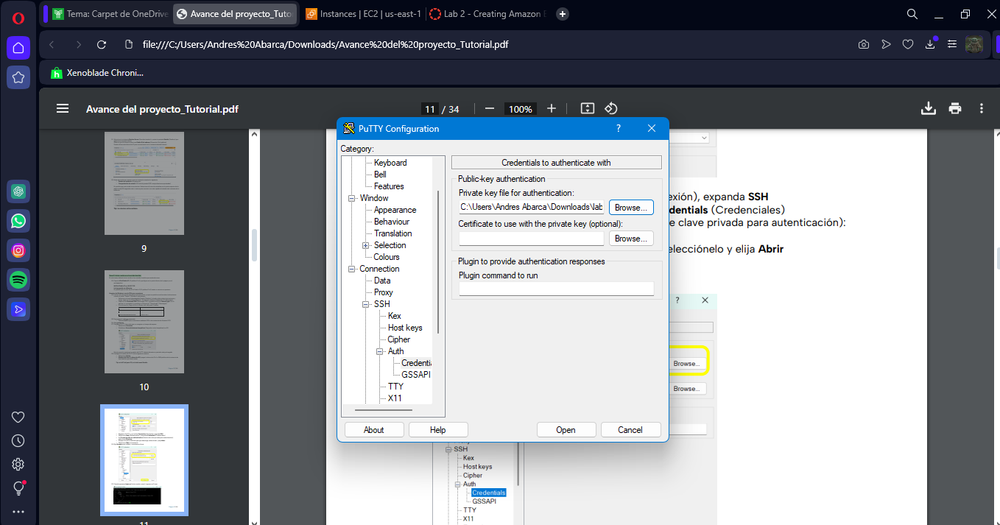 Tema: Carpet de OneDrive
Avance del proyecto_Tuto
Instances | EC2 | us-east-1
Lab 2 - Creating Amazon E
file:///C:/Users/Andres%20Abarca/Downloads/Avance%20del%20proyecto_Tutorial.pdf
Xenoblade Chroni...
Avance del proyecto_Tutorial.pdf
11 / 34
100%
9
10
11
PuTTY Configuration
?
Category:
Keyboard
Bell
Features
Window
Appearance
Behaviour
Translation
Selection
Colours
Connection
Data
Proxy
SSH
Kex
Host keys
Cipher
Auth
Credentia
GSSAPI
TTY
X11
Credentials to authenticate with
Public-key authentication
Private key file for authentication:
C:\Users\Andres Abarca\Downloads\lab
Browse...
Certificate to use with the private key (optional):
Browse...
Plugin to provide authentication responses
Plugin command to run
About
Help
Open
Cancel
exión), expanda SSH
dentials (Credenciales)
e clave privada para autenticación):
elecciónelo y elija Abrir
?
Browse...
Browse...
SSH
Kex
Host keys
Cipher
Auth
Credentials
GSSAPI
TTY
X11